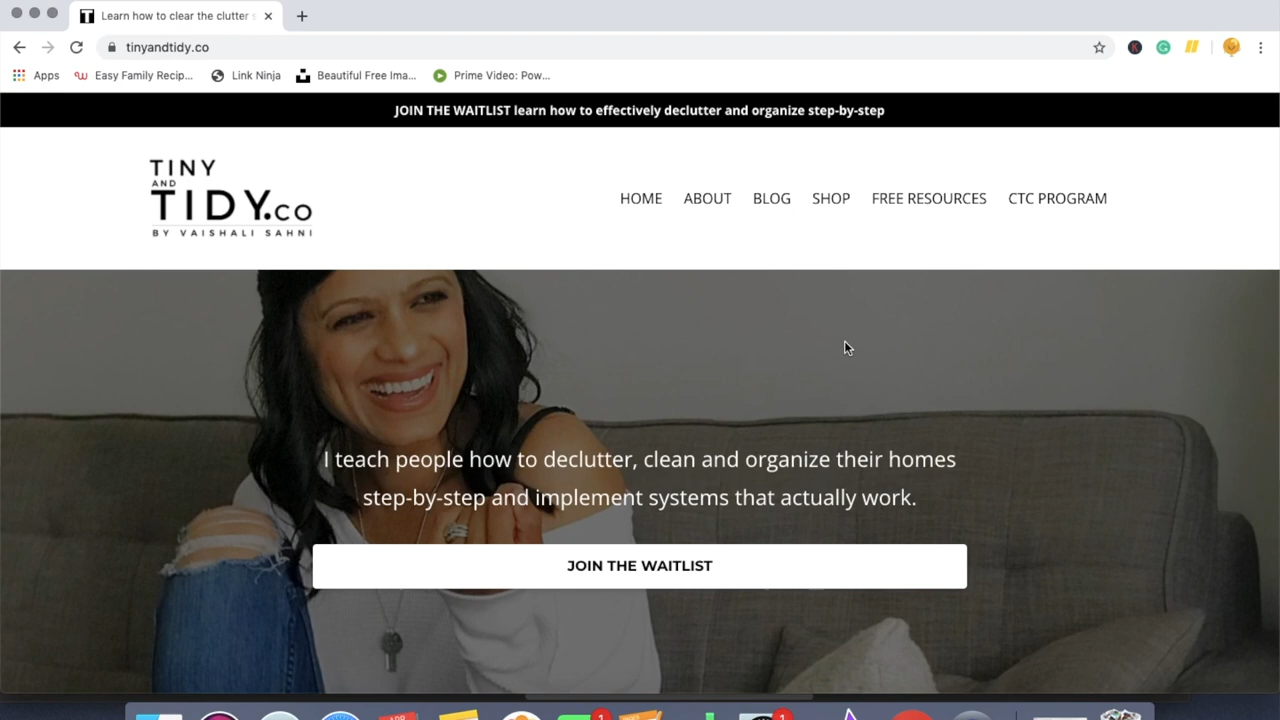 Learn how to clear the clutter s
tinyandtidy.co
Apps Easy Family Recip... Link Ninja Beautiful Free Ima... Prime Video: Pow...
JOIN THE WAITLIST learn how to effectively declutter and organize step-by-step
TINY
AND
TIDY.co
BY VAISHALI SAHNI
HOME ABOUT BLOG SHOP FREE RESOURCES CTC PROGRAM
I teach people how to declutter, clean and organize their homes
step-by-step and implement systems that actually work.
JOIN THE WAITLIST
1 1